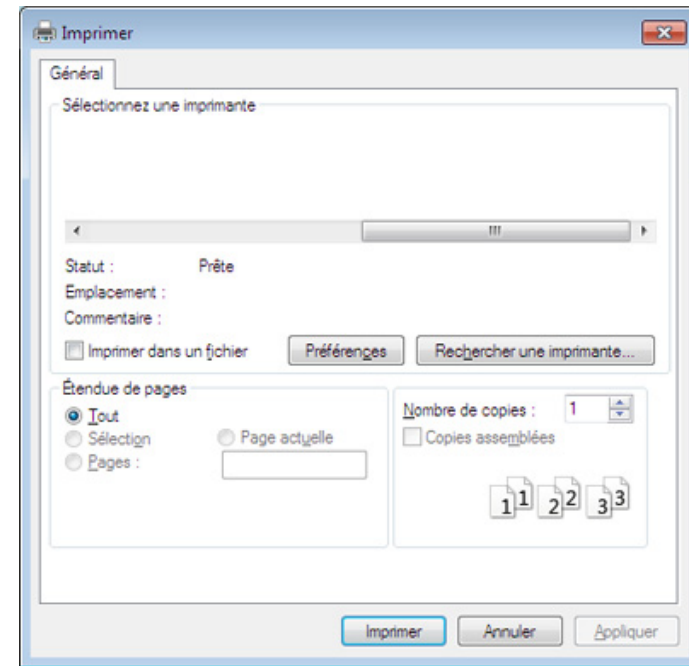 Imprimer
Général
Sélectionnez une imprimante
Statut : Prête
Emplacement :
Commentaire :
Imprimer dans un fichier Préférences Rechercher une imprimante...
Étendue de pages
Tout
Sélection Page actuelle
Pages :
Nombre de copies : 1
Copies assemblées
1 1 2 2 3 3
Imprimer Annuler Appliquer